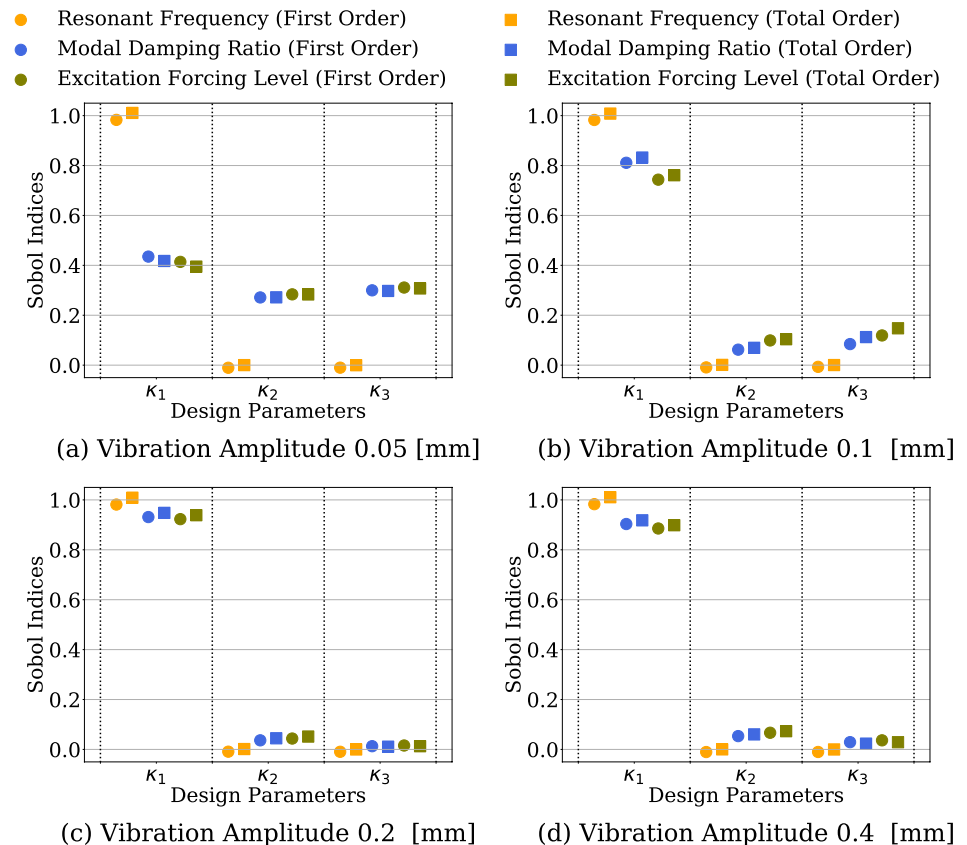 Resonant Frequency (First Order)
Modal Damping Ratio (First Order)
Excitation Forcing Level (First Order)
Resonant Frequency (Total Order)
Modal Damping Ratio (Total Order)
Excitation Forcing Level (Total Order)
Sobol Indices
1.0
0.8
0.6
0.4
0.2
0.0
κ1 κ2 κ3
Design Parameters
(a) Vibration Amplitude 0.05 [mm]
Sobol Indices
1.0
0.8
0.6
0.4
0.2
0.0
κ1 κ2 κ3
Design Parameters
(b) Vibration Amplitude 0.1 [mm]
Sobol Indices
1.0
0.8
0.6
0.4
0.2
0.0
κ1 κ2 κ3
Design Parameters
(c) Vibration Amplitude 0.2 [mm]
Sobol Indices
1.0
0.8
0.6
0.4
0.2
0.0
κ1 κ2 κ3
Design Parameters
(d) Vibration Amplitude 0.4 [mm]